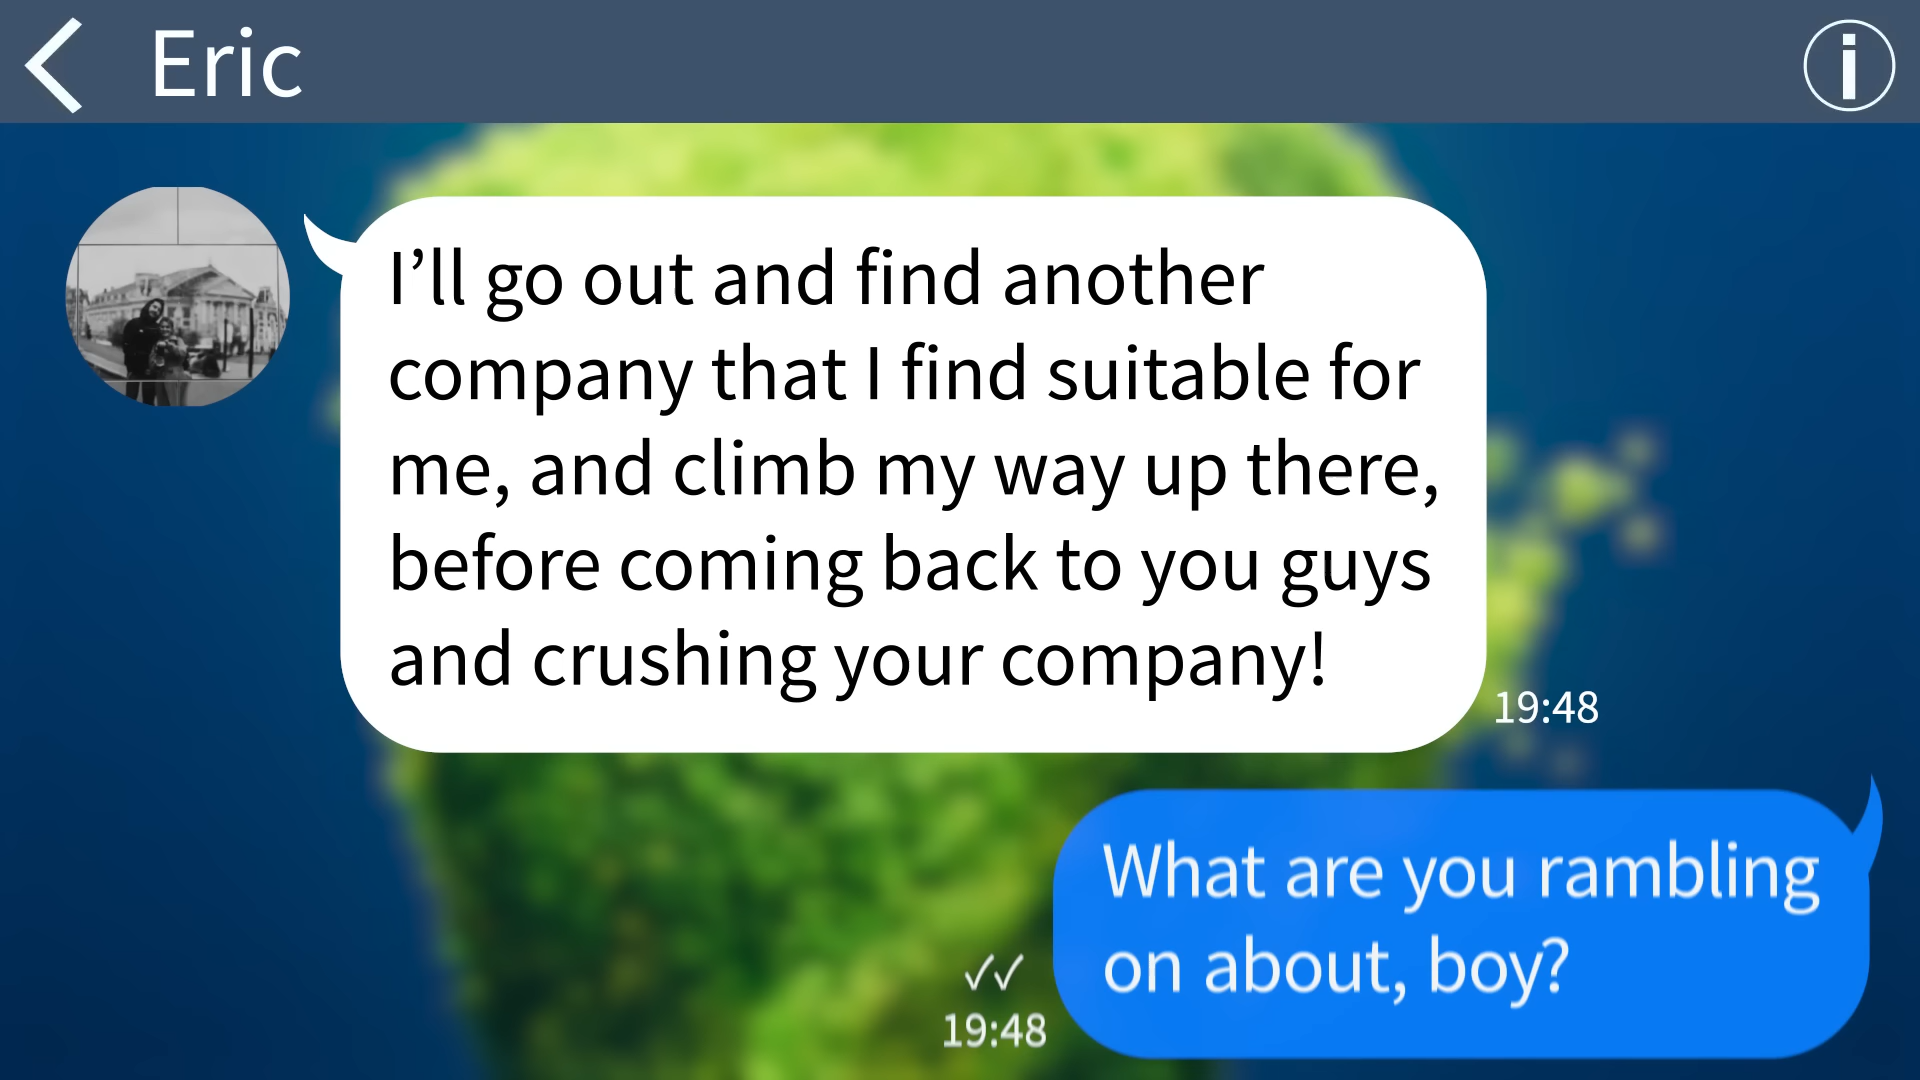 Eric
I’ll go out and find another
company that I find suitable for
me, and climb my way up there,
before coming back to you guys
and crushing your company!
19:48
What are you rambling
on about, boy?
✓✓
19:48